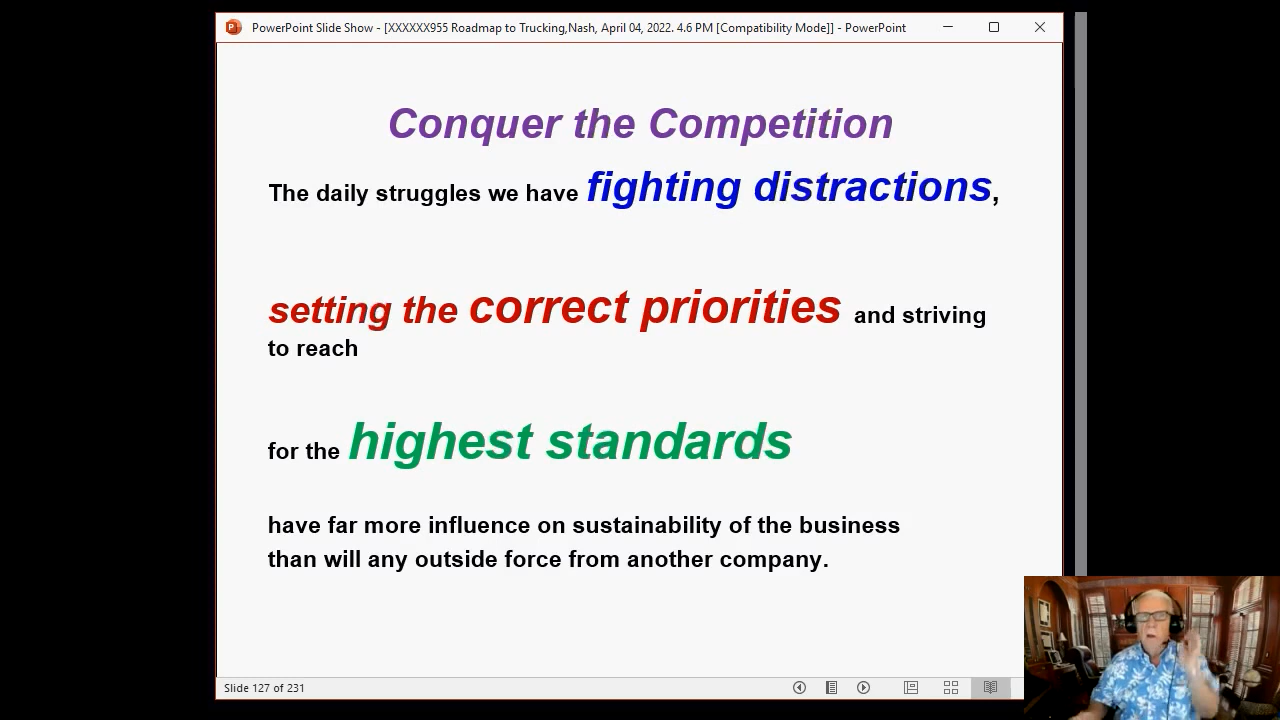 PowerPoint Slide Show - [XXXXXX955 Roadmap to Trucking,Nash, April 04, 2022. 4.6 PM [Compatibility Mode]] - PowerPoint
Conquer the Competition
The daily struggles we have fighting distractions,
setting the correct priorities and striving
to reach
for the highest standards
have far more influence on sustainability of the business
than will any outside force from another company.
Slide 127 of 231